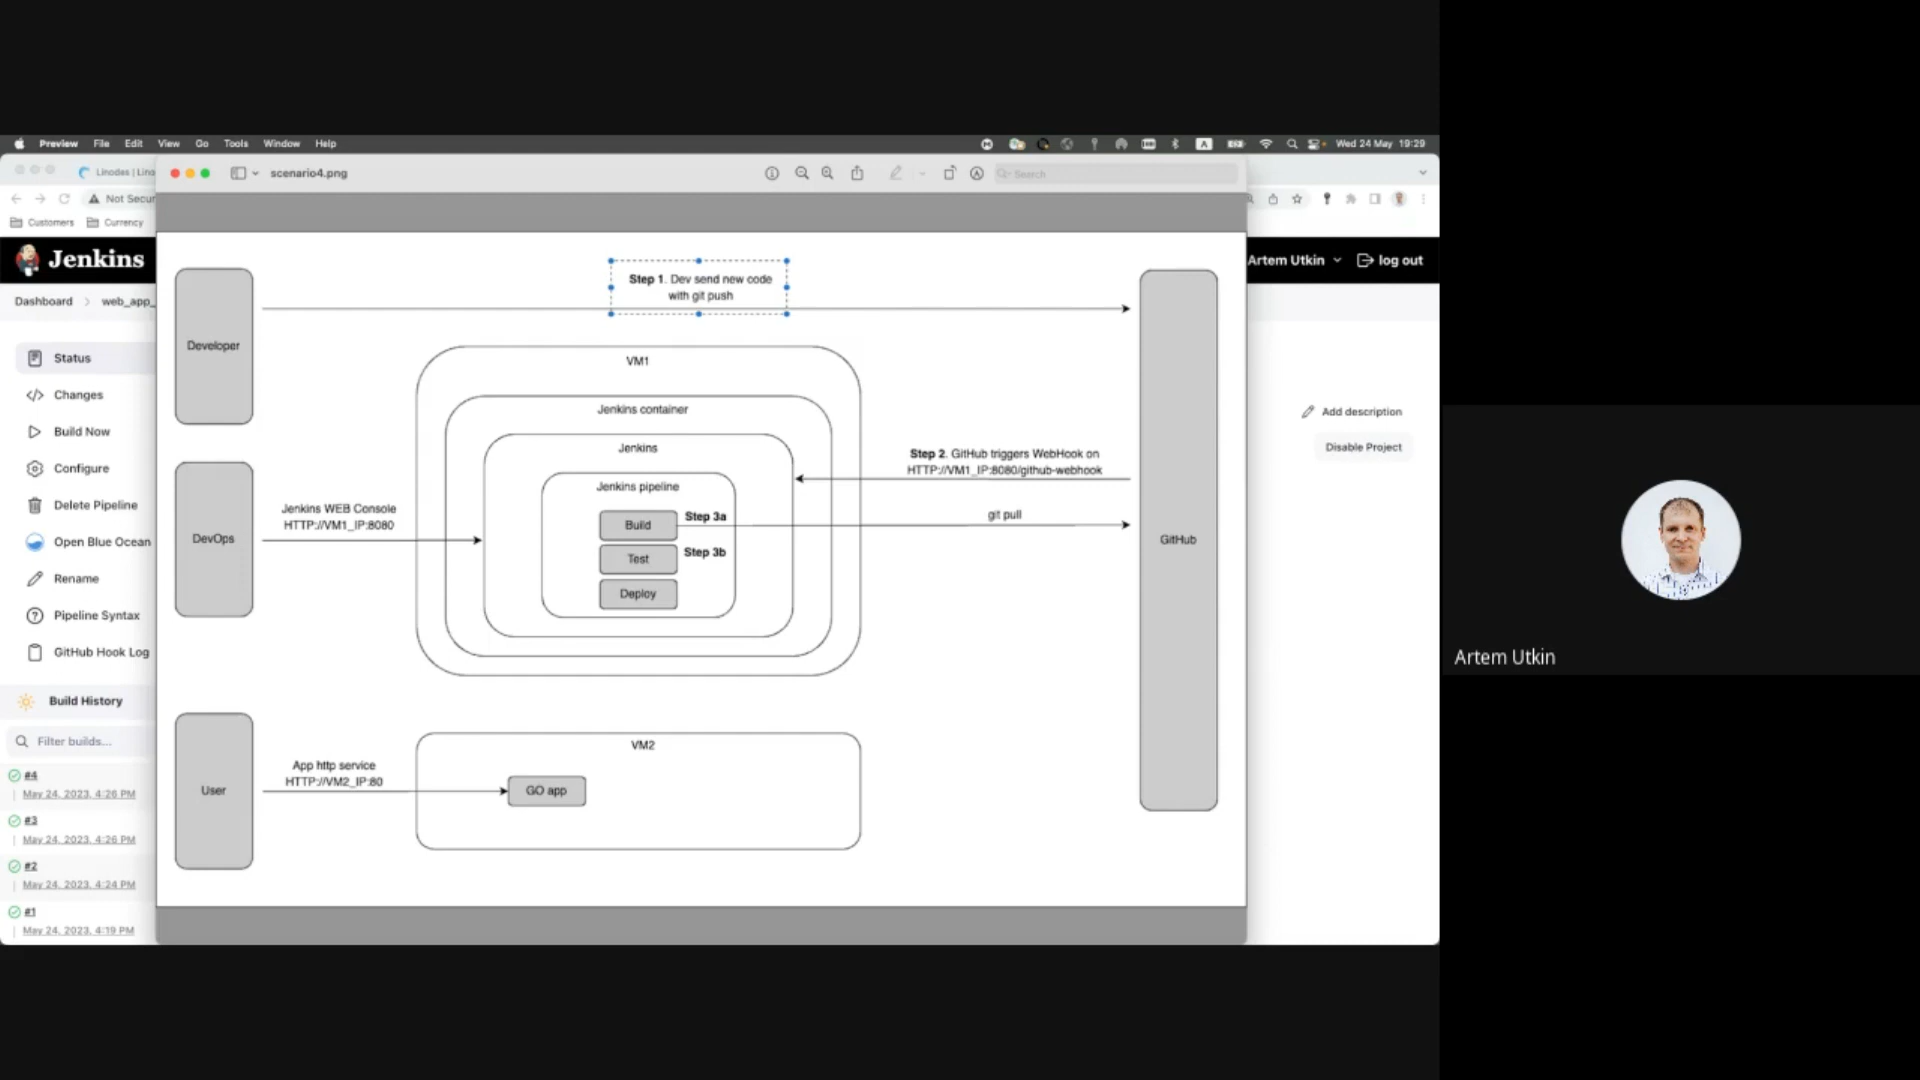 Preview File Edit View Go Tools Window Help
Wed 24 May 19:29
Linodes | Lino
scenario4.png
Search
Not Secur
Customers Currency
Jenkins
Artem Utkin
log out
Dashboard > web_app_
Status
Changes
Build Now
Configure
Delete Pipeline
Open Blue Ocean
Rename
Pipeline Syntax
GitHub Hook Log
Build History
Filter builds...
#4
May 24, 2023, 4:26 PM
#3
May 24, 2023, 4:26 PM
#2
May 24, 2023, 4:24 PM
#1
May 24, 2023, 4:19 PM
Step 1. Dev send new code
with git push
Developer
VM1
Jenkins container
Jenkins
Jenkins pipeline
Build
Step 3a
Test
Step 3b
Deploy
Step 2. GitHub triggers WebHook on
HTTP://VM1_IP:8080/github-webhook
git pull
GitHub
Jenkins WEB Console
HTTP://VM1_IP:8080
DevOps
VM2
App http service
HTTP://VM2_IP:80
User
GO app
Add description
Disable Project
Artem Utkin